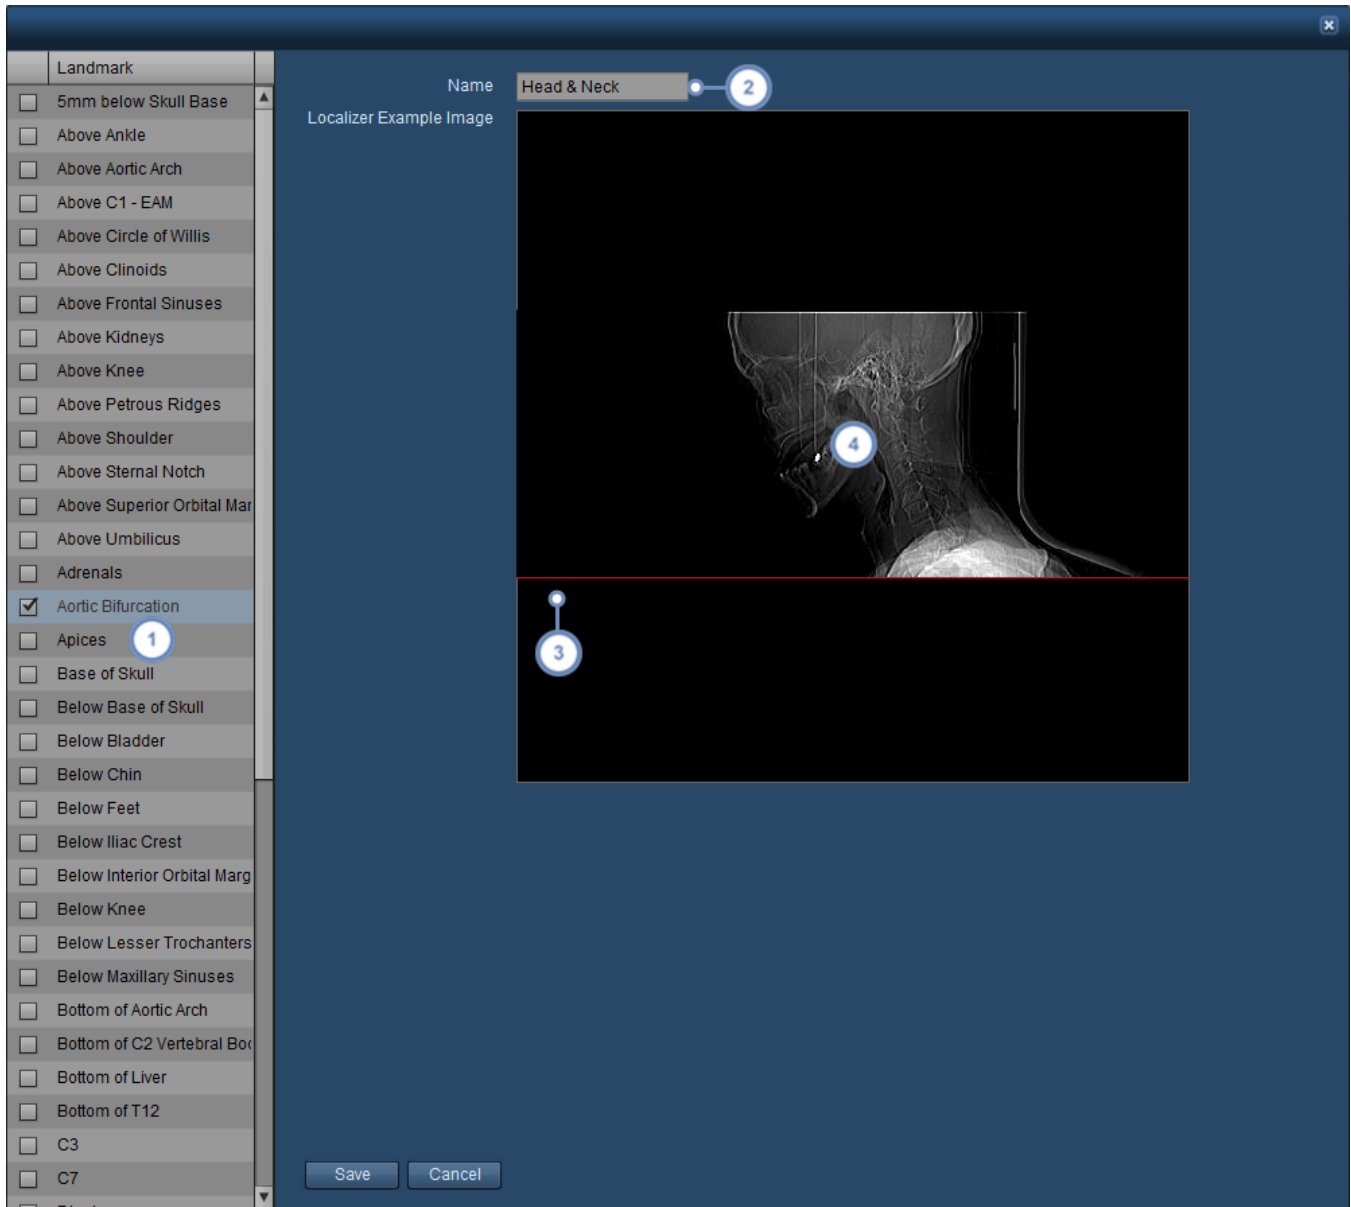 Landmark
5mm below Skull Base
Above Ankle
Above Aortic Arch
Above C1 - EAM
Above Circle of Willis
Above Clinoids
Above Frontal Sinuses
Above Kidneys
Above Knee
Above Petrous Ridges
Above Shoulder
Above Sternal Notch
Above Superior Orbital Mar
Above Umbilicus
Adrenals
Aortic Bifurcation
Apices 1
Base of Skull
Below Base of Skull
Below Bladder
Below Chin
Below Feet
Below Iliac Crest
Below Interior Orbital Marg
Below Knee
Below Lesser Trochanters
Below Maxillary Sinuses
Bottom of Aortic Arch
Bottom of C2 Vertebral Boo
Bottom of Liver
Bottom of T12
C3
C7
Name Head & Neck 2
Localizer Example Image
4
3
Save Cancel